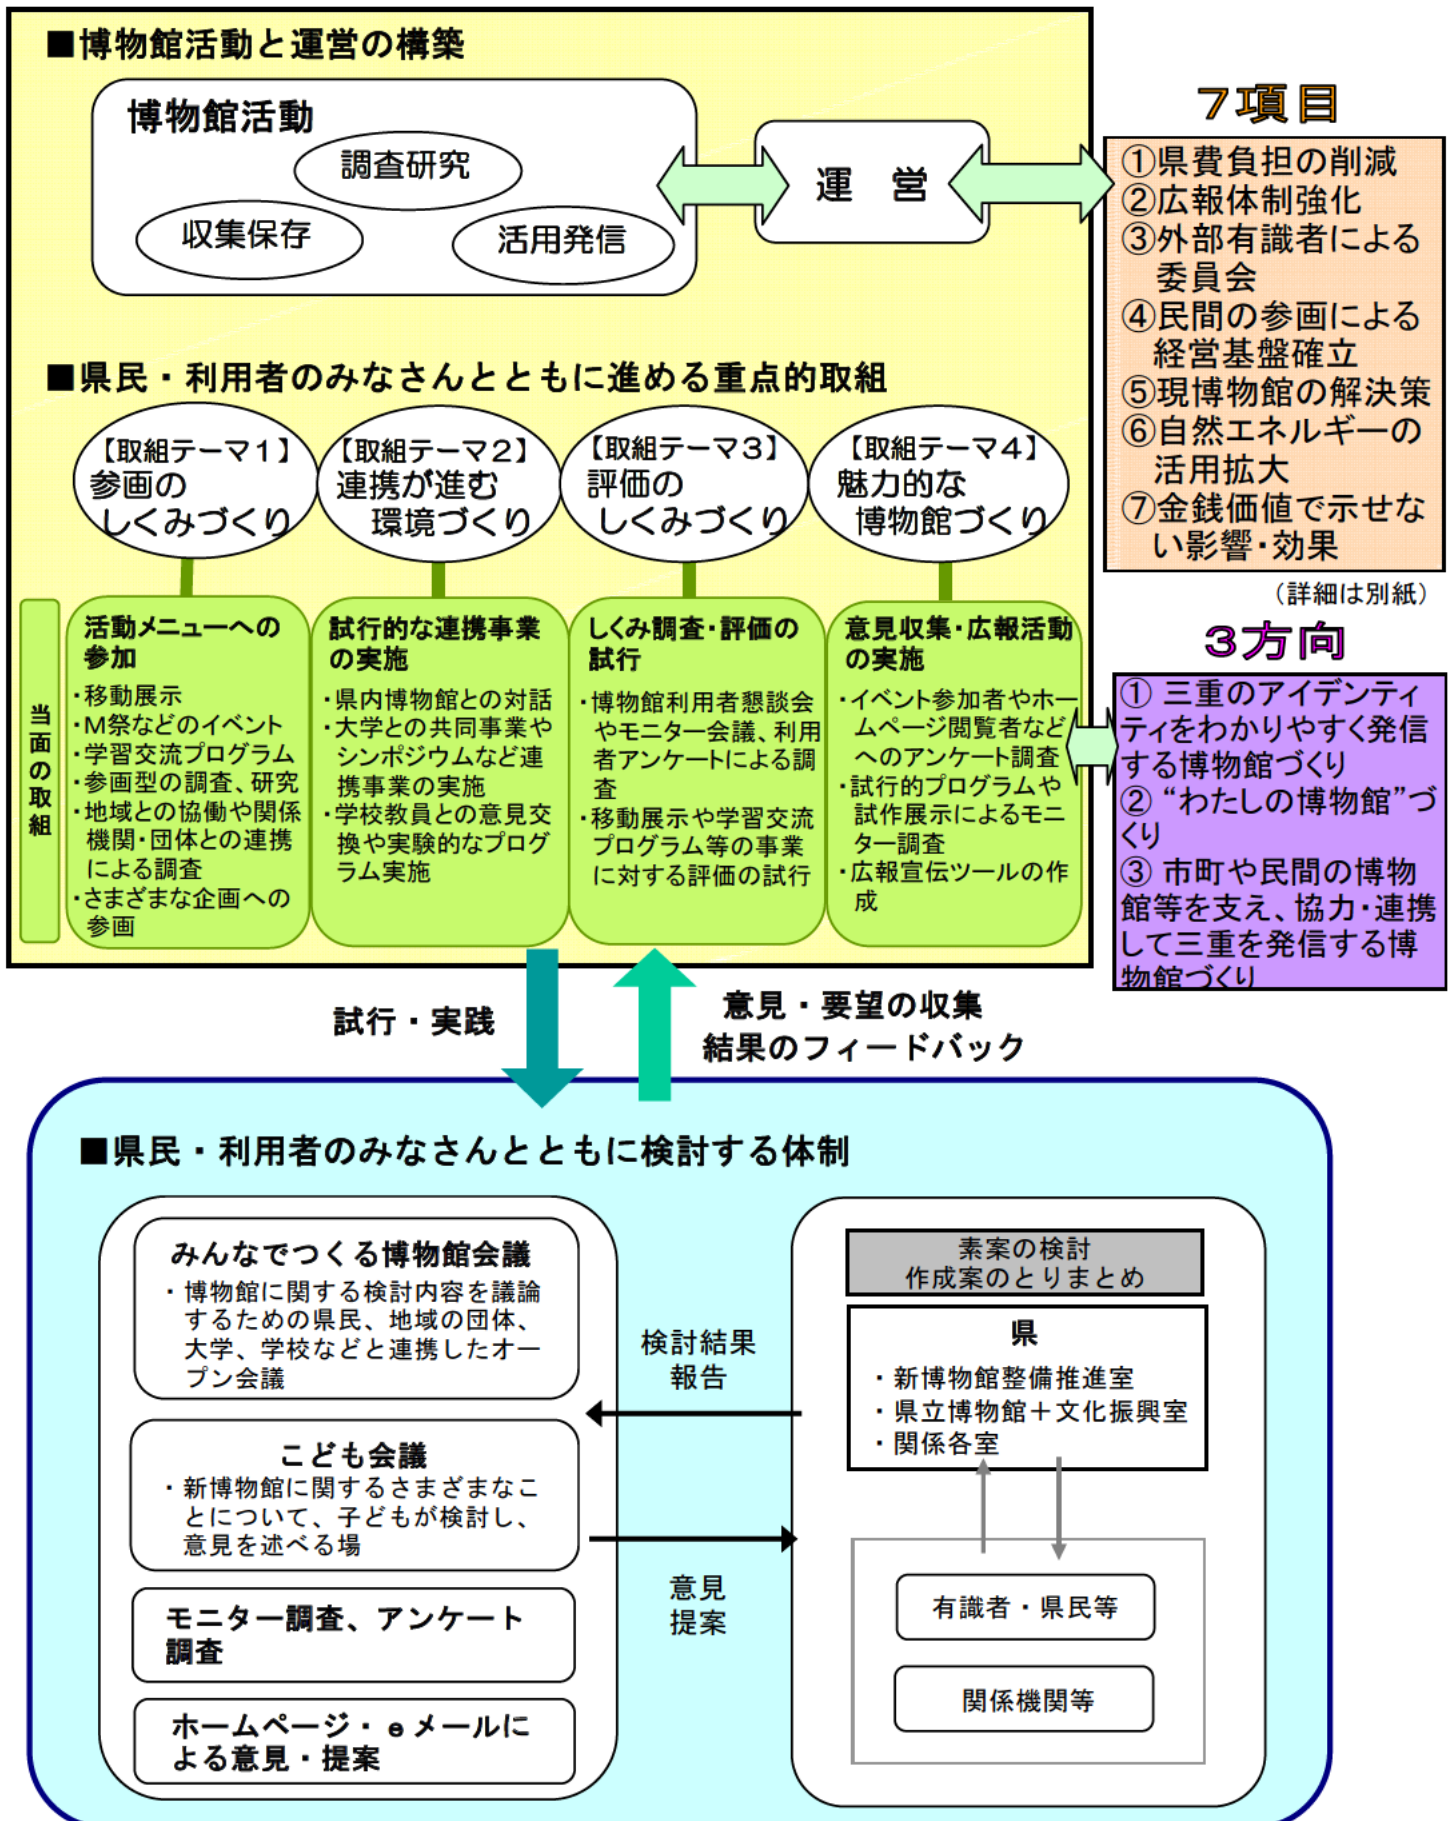 ■博物館活動と運営の構築
博物館活動
調査研究
収集保存
活用発信
運　営
７項目
①県費負担の削減
②広報体制強化
③外部有識者による
委員会
④民間の参画による
経営基盤確立
⑤現博物館の解決策
⑥自然エネルギーの
活用拡大
⑦金銭価値で示せな
い影響・効果
（詳細は別紙）
■県民・利用者のみなさんとともに進める重点的取組
【取組テーマ１】
参画の
しくみづくり
【取組テーマ２】
連携が進む
環境づくり
【取組テーマ３】
評価の
しくみづくり
【取組テーマ４】
魅力的な
博物館づくり
当面の取組
活動メニューへの
参加
・移動展示
・Ｍ祭などのイベント
・学習交流プログラム
・参画型の調査、研究
・地域との協働や関係
機関・団体との連携
による調査
・さまざまな企画への
参画
試行的な連携事業
の実施
・県内博物館との対話
・大学との共同事業や
シンポジウムなど連
携事業の実施
・学校教員との意見交
換や実験的なプログ
ラム実施
しくみ調査・評価の
試行
・博物館利用者懇談会
やモニター会議、利用
者アンケートによる調
査
・移動展示や学習交流
プログラム等の事業
に対する評価の試行
意見収集・広報活動
の実施
・イベント参加者やホー
ムページ閲覧者など
へのアンケート調査
・試行的プログラムや
試作展示によるモニ
ター調査
・広報宣伝ツールの作
成
３方向
① 三重のアイデンティ
ティをわかりやすく発信
する博物館づくり
② “わたしの博物館”づ
くり
③ 市町や民間の博物
館等を支え、協力・連携
して三重を発信する博
物館づくり
試行・実践
意見・要望の収集
結果のフィードバック
■県民・利用者のみなさんとともに検討する体制
みんなでつくる博物館会議
・博物館に関する検討内容を議論
するための県民、地域の団体、
大学、学校などと連携したオー
プン会議
こども会議
・新博物館に関するさまざまなこ
とについて、子どもが検討し、
意見を述べる場
モニター調査、アンケート
調査
ホームページ・ｅメールに
よる意見・提案
検討結果
報告
意見
提案
素案の検討
作成案のとりまとめ
県
・新博物館整備推進室
・県立博物館＋文化振興室
・関係各室
有識者・県民等
関係機関等